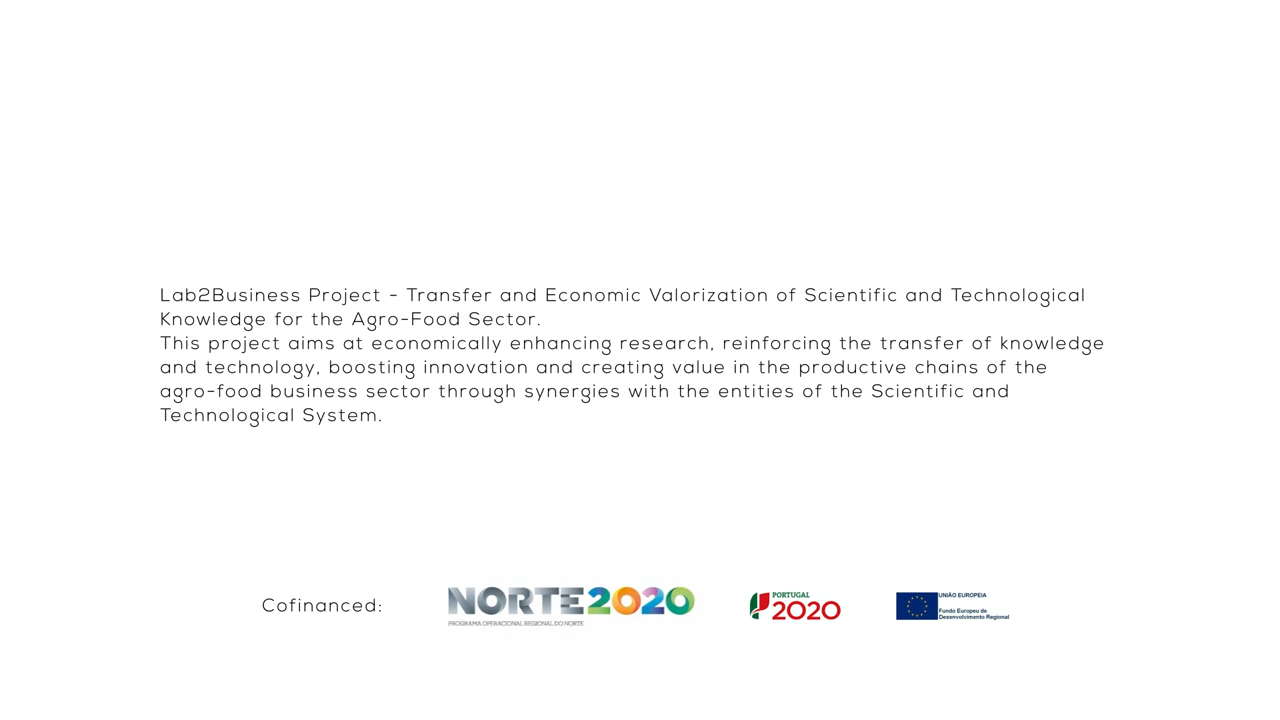 Lab2Business Project - Transfer and Economic Valorization of Scientific and Technological
Knowledge for the Agro-Food Sector.
This project aims at economically enhancing research, reinforcing the transfer of knowledge
and technology, boosting innovation and creating value in the productive chains of the
agro-food business sector through synergies with the entities of the Scientific and
Technological System.
Cofinanced:
NORTE2020
PROGRAMA OPERACIONAL REGIONAL DO NORTE
PORTUGAL
2020
UNIÃO EUROPEIA
Fundo Europeu de
Desenvolvimento Regional